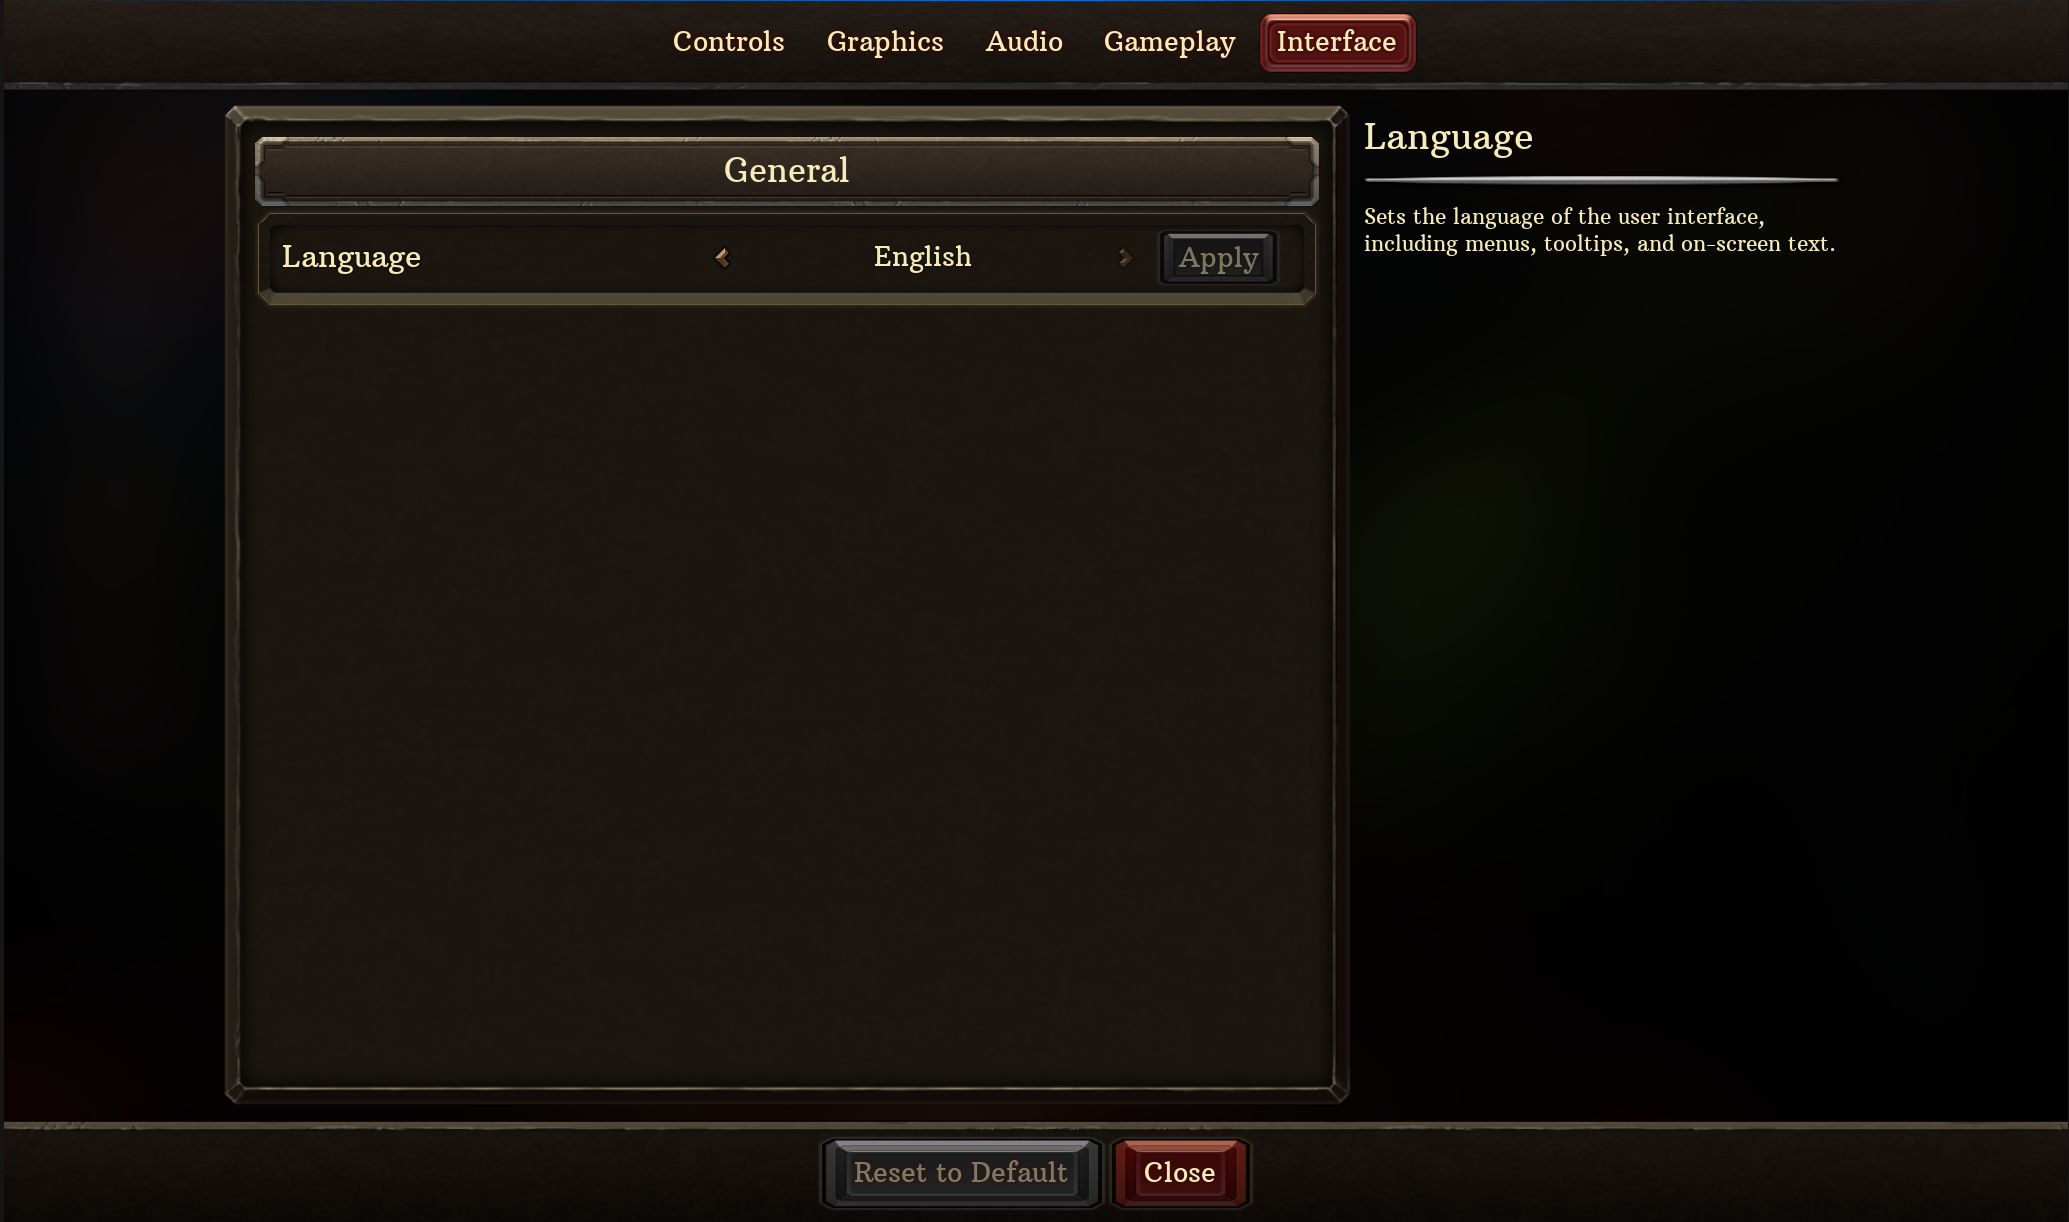 Controls
Graphics
Audio
Gameplay
Interface
General
Language
English
Apply
Language
Sets the language of the user interface,
including menus, tooltips, and on-screen text.
Reset to Default
Close